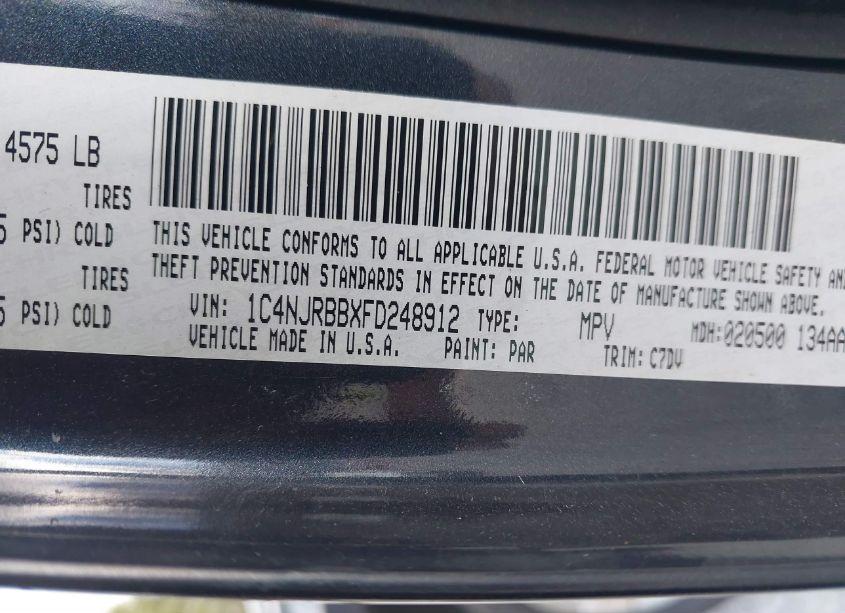 4575 LB
TIRES
5 PSI) COLD
TIRES
5 PSI) COLD
THIS VEHICLE CONFORMS TO ALL APPLICABLE U.S.A. FEDERAL MOTOR VEHICLE SAFETY AND
THEFT PREVENTION STANDARDS IN EFFECT ON THE DATE OF MANUFACTURE SHOWN ABOVE.
VIN: 1C4NJRBBXFD248912 TYPE: MPV MDH:020500 134AA
VEHICLE MADE IN U.S.A. PAINT: PAR TRIM: C7DV